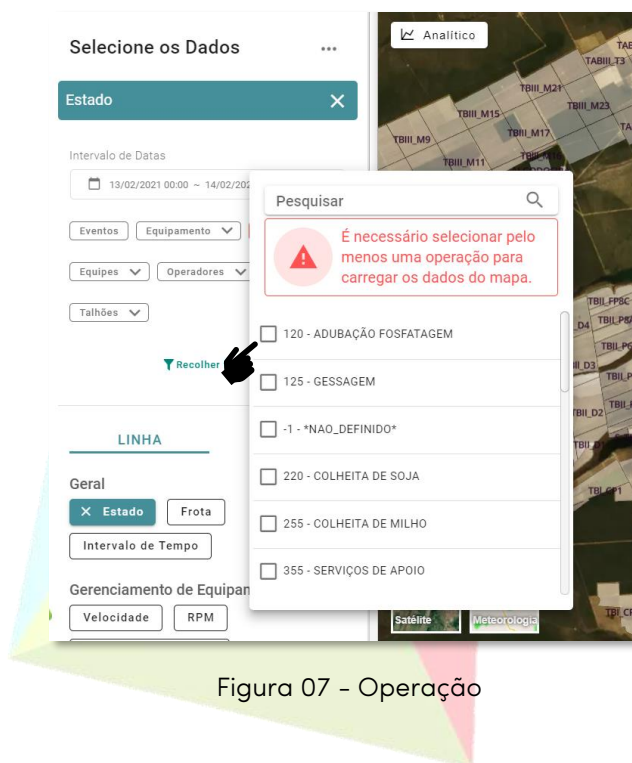 Selecione os Dados
...
Analítico
Estado
Intervalo de Datas
13/02/2021 00:00 ~ 14/02/202
Eventos
Equipamento
Equipes
Operadores
Talhões
Recolher
Pesquisar
É necessário selecionar pelo
menos uma operação para
carregar os dados do mapa.
120 - ADUBAÇÃO FOSFATAGEM
125 - GESSAGEM
-1 - *NAO_DEFINIDO*
220 - COLHEITA DE SOJA
255 - COLHEITA DE MILHO
355 - SERVIÇOS DE APOIO
LINHA
Geral
Estado
Frota
Intervalo de Tempo
Gerenciamento de Equipan
Velocidade
RPM
TABIII_T3
TBIII_M21
TBIII_M23
TBIII_M15
TBIII_M17
TBIII_M9
TBIII_M11
TBII_FP8C
TBII_D2
Satélite
Meteorologia
Figura 07 - Operação